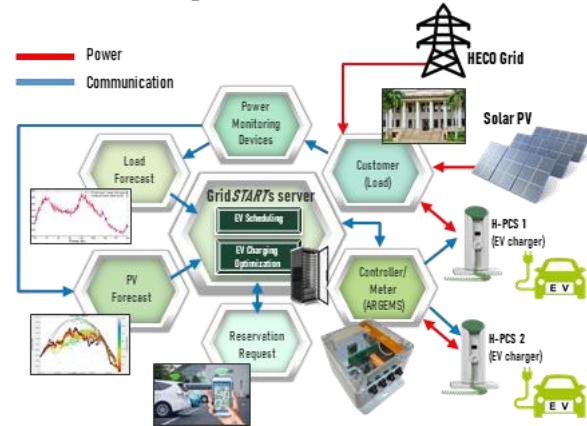 Power
Communication
HECO Grid
Solar PV
Power
Monitoring
Devices
Load
Forecast
Customer
(Load)
GridSTARTs server
EV Scheduling
EV Charging
Optimization
H-PCS 1
(EV charger)
EV
PV
Forecast
Controller/
Meter
(ARGEMS)
Reservation
Request
H-PCS 2
(EV charger)
EV